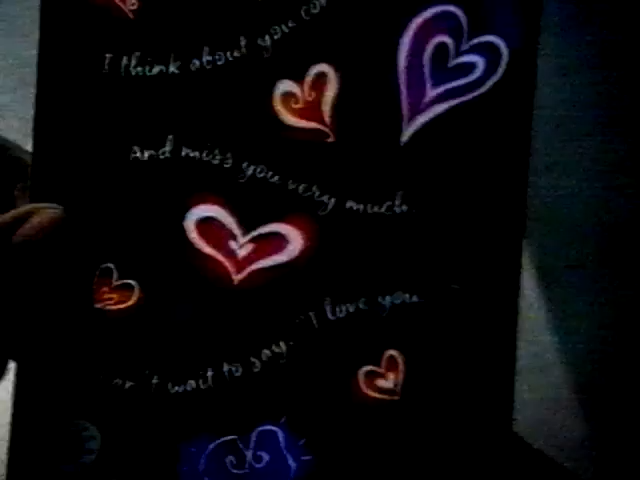 I think about you
And miss you very much.
wait to say: "I love you